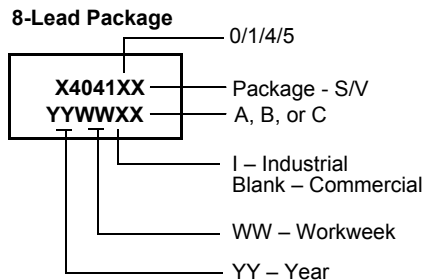 8-Lead Package
0/1/4/5
X4041XX
Package - S/V
YYWWXX
A, B, or C
I – Industrial
Blank – Commercial
WW – Workweek
YY – Year